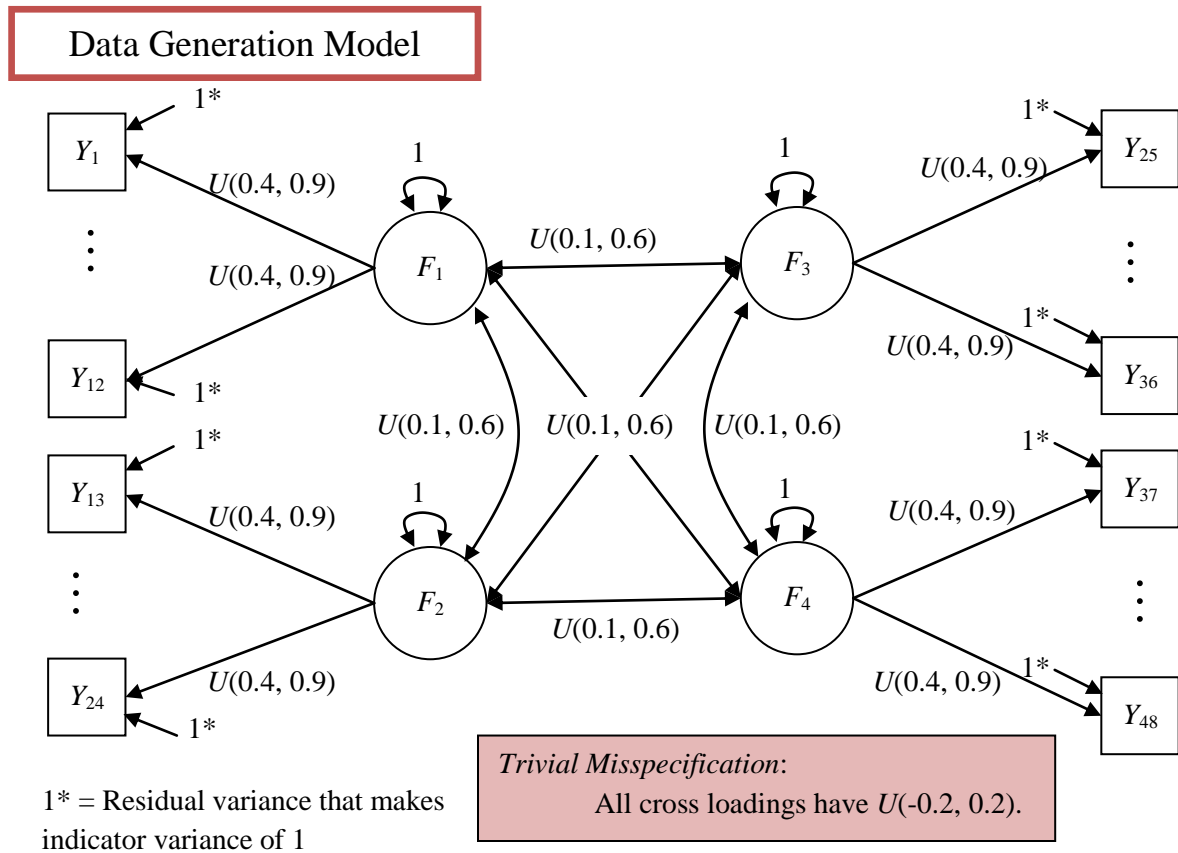 Data Generation Model
1*
Y1
U(0.4, 0.9)
⋮
U(0.4, 0.9)
Y12
1*
1*
Y13
U(0.4, 0.9)
⋮
Y24
U(0.4, 0.9)
1*
1
F1
1
F2
U(0.1, 0.6)
U(0.1, 0.6)
U(0.1, 0.6)
U(0.1, 0.6)
U(0.1, 0.6)
1
F3
1
F4
1*
Y25
U(0.4, 0.9)
⋮
1*
U(0.4, 0.9)
Y36
1*
Y37
U(0.4, 0.9)
⋮
1*
U(0.4, 0.9)
Y48
1* = Residual variance that makes
indicator variance of 1
Trivial Misspecification:
All cross loadings have U(-0.2, 0.2).